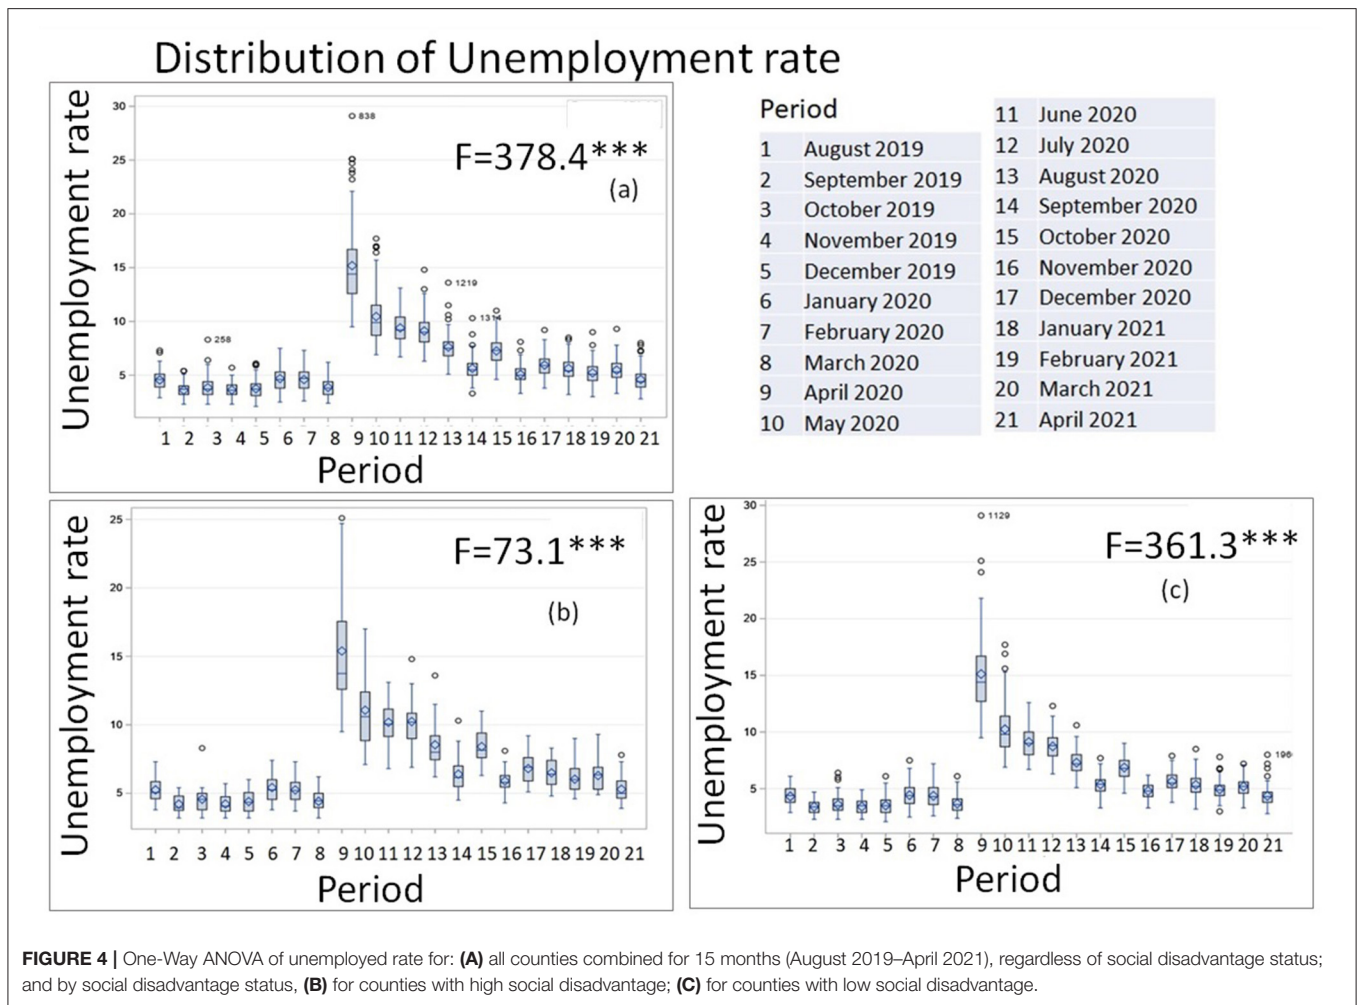 Distribution of Unemployment rate
Unemployment rate
30
25
20
15
10
5
838
258
1219
1314
F=378.4***
(a)
1 2 3 4 5 6 7 8 9 10 11 12 13 14 15 16 17 18 19 20 21
Period
Period
1 August 2019
2 September 2019
3 October 2019
4 November 2019
5 December 2019
6 January 2020
7 February 2020
8 March 2020
9 April 2020
10 May 2020
11 June 2020
12 July 2020
13 August 2020
14 September 2020
15 October 2020
16 November 2020
17 December 2020
18 January 2021
19 February 2021
20 March 2021
21 April 2021
Unemployment rate
25
20
15
10
5
F=73.1***
(b)
1 2 3 4 5 6 7 8 9 10 11 12 13 14 15 16 17 18 19 20 21
Period
Unemployment rate
30
25
20
15
10
5
1129
F=361.3***
(c)
1 2 3 4 5 6 7 8 9 10 11 12 13 14 15 16 17 18 19 20 21
Period
FIGURE 4 | One-Way ANOVA of unemployed rate for: (A) all counties combined for 15 months (August 2019–April 2021), regardless of social disadvantage status;
and by social disadvantage status, (B) for counties with high social disadvantage; (C) for counties with low social disadvantage.